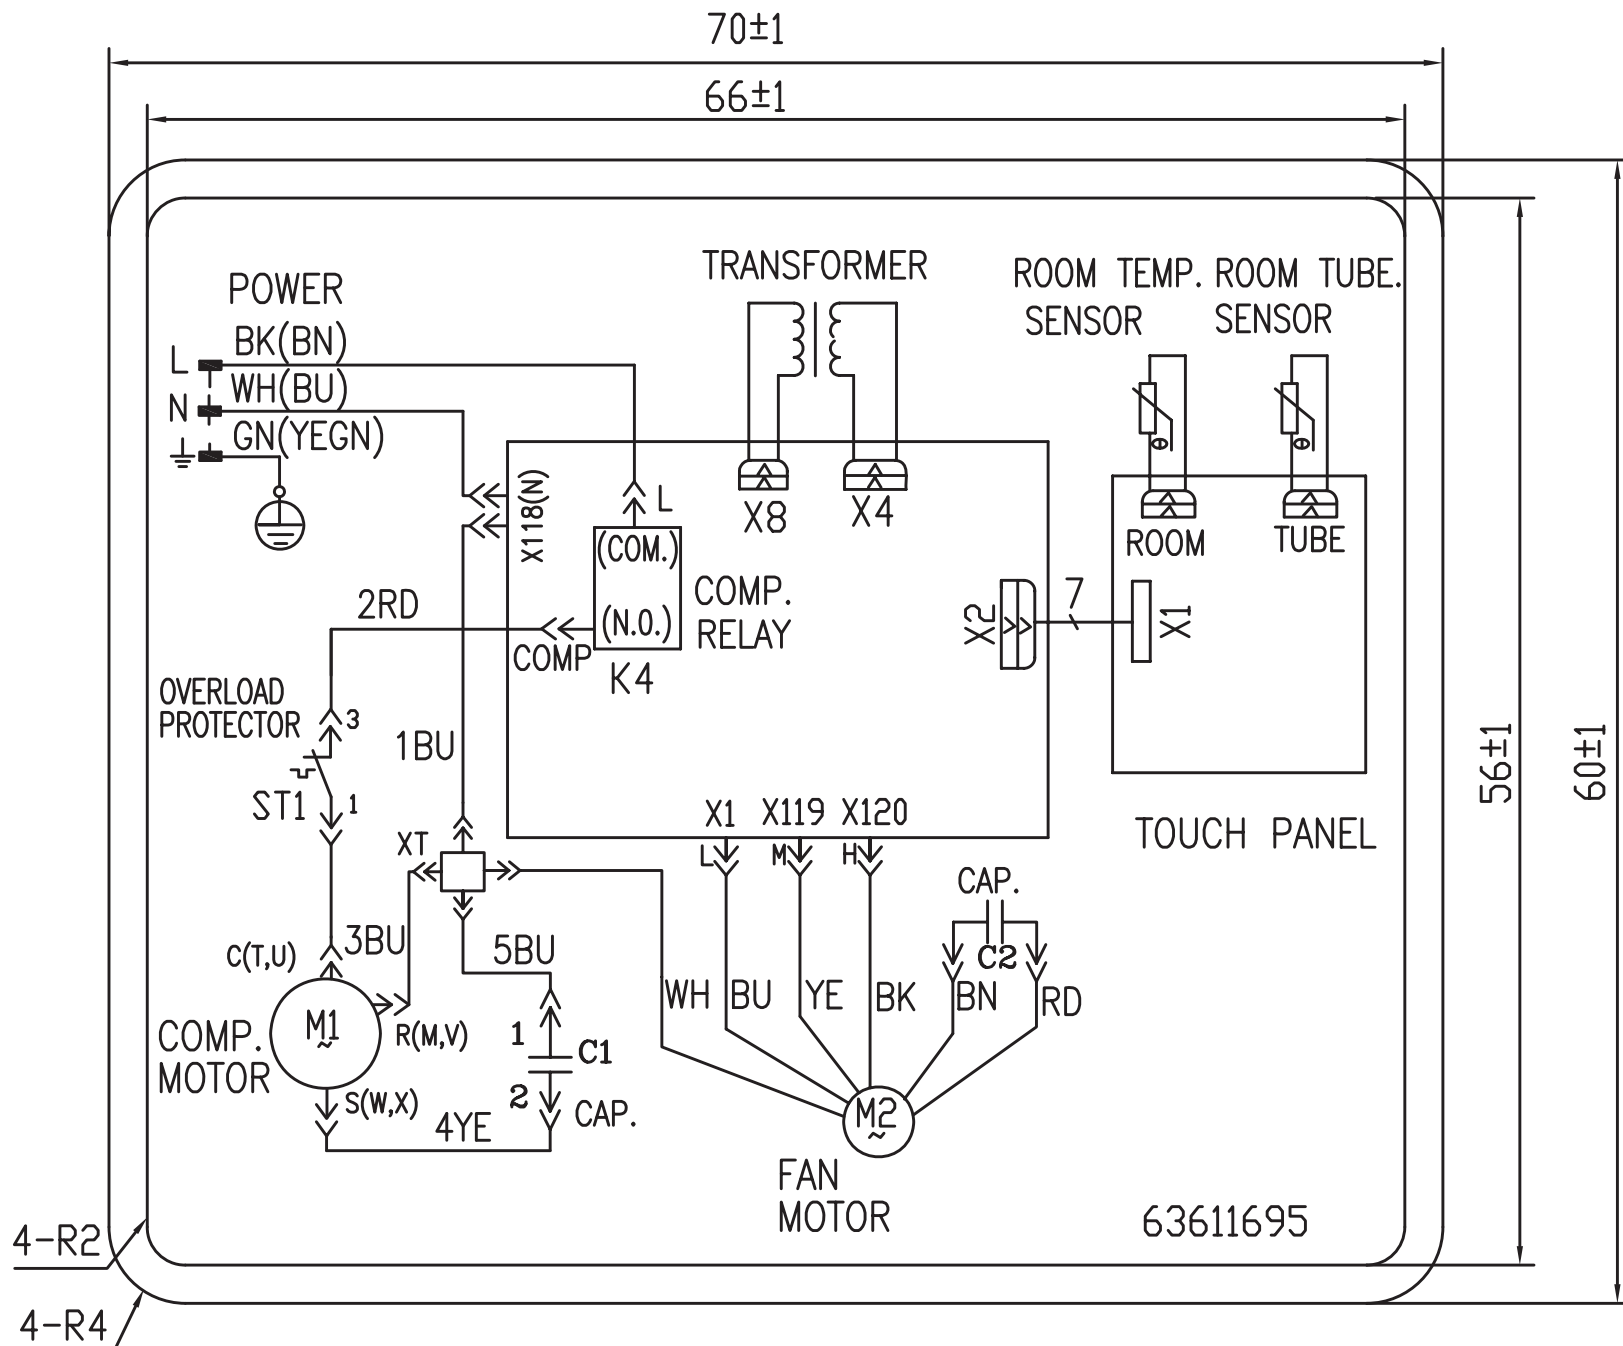 70±1
66±1
POWER
L
BK(BN)
N
WH(BU)
GN(YEGN)
TRANSFORMER
ROOM TEMP.
SENSOR
ROOM TUBE.
SENSOR
θ
θ
X118(N)
L
X8
X4
ROOM
TUBE
(COM.)
(N.O.)
COMP.
RELAY
K4
2RD
COMP
X2
7
X1
OVERLOAD
PROTECTOR
3
1BU
ST1
1
56±1
60±1
X1
X119
X120
TOUCH PANEL
XT
L
M
H
CAP.
C2
C(T,U)
3BU
5BU
WH
BU
YE
BK
BN
RD
M1
~
COMP.
MOTOR
R(M,V)
1
C1
2
CAP.
S(W,X)
4YE
M2
~
FAN
MOTOR
63611695
4-R2
4-R4